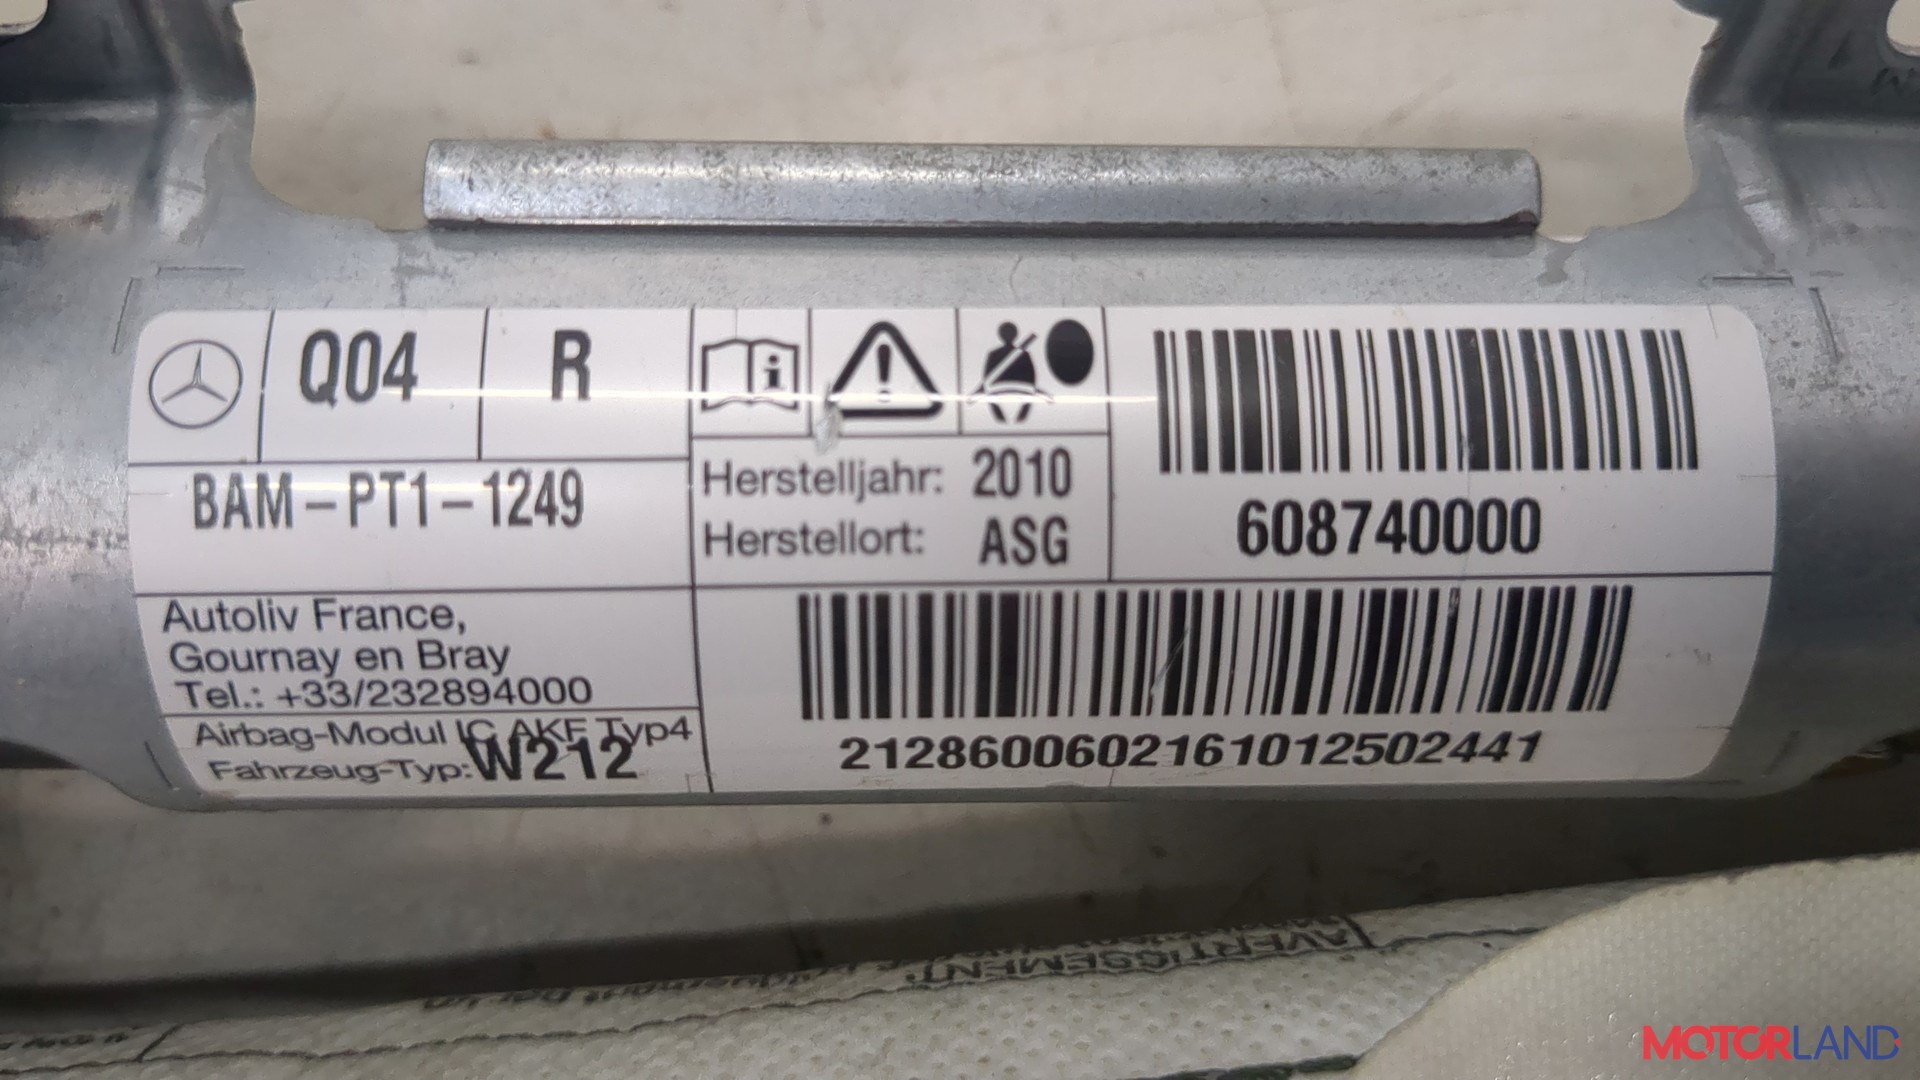 Q04
R
BAM-PT1-1249
Herstelljahr: 2010
Herstellort: ASG
608740000
Autoliv France,
Gournay en Bray
Tel.: +33/232894000
Airbag-Modul IC AKF Typ4
Fahrzeug-Typ: W212
2128600602161012502441
AVERTISSEMENT
MOTORLAND